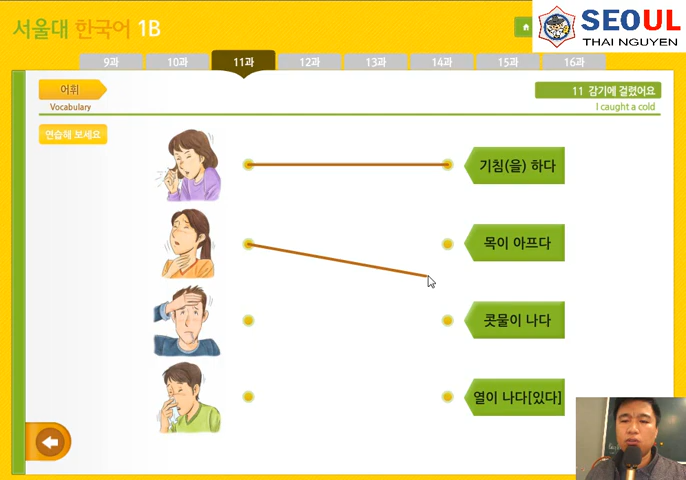 서울대 한국어 1B
SEOUL
THAI NGUYEN
9과 10과 11과 12과 13과 14과 15과 16과
어휘
Vocabulary
11 감기에 걸렸어요
I caught a cold
연습해 보세요
기침(을) 하다
목이 아프다
콧물이 나다
열이 나다[있다]